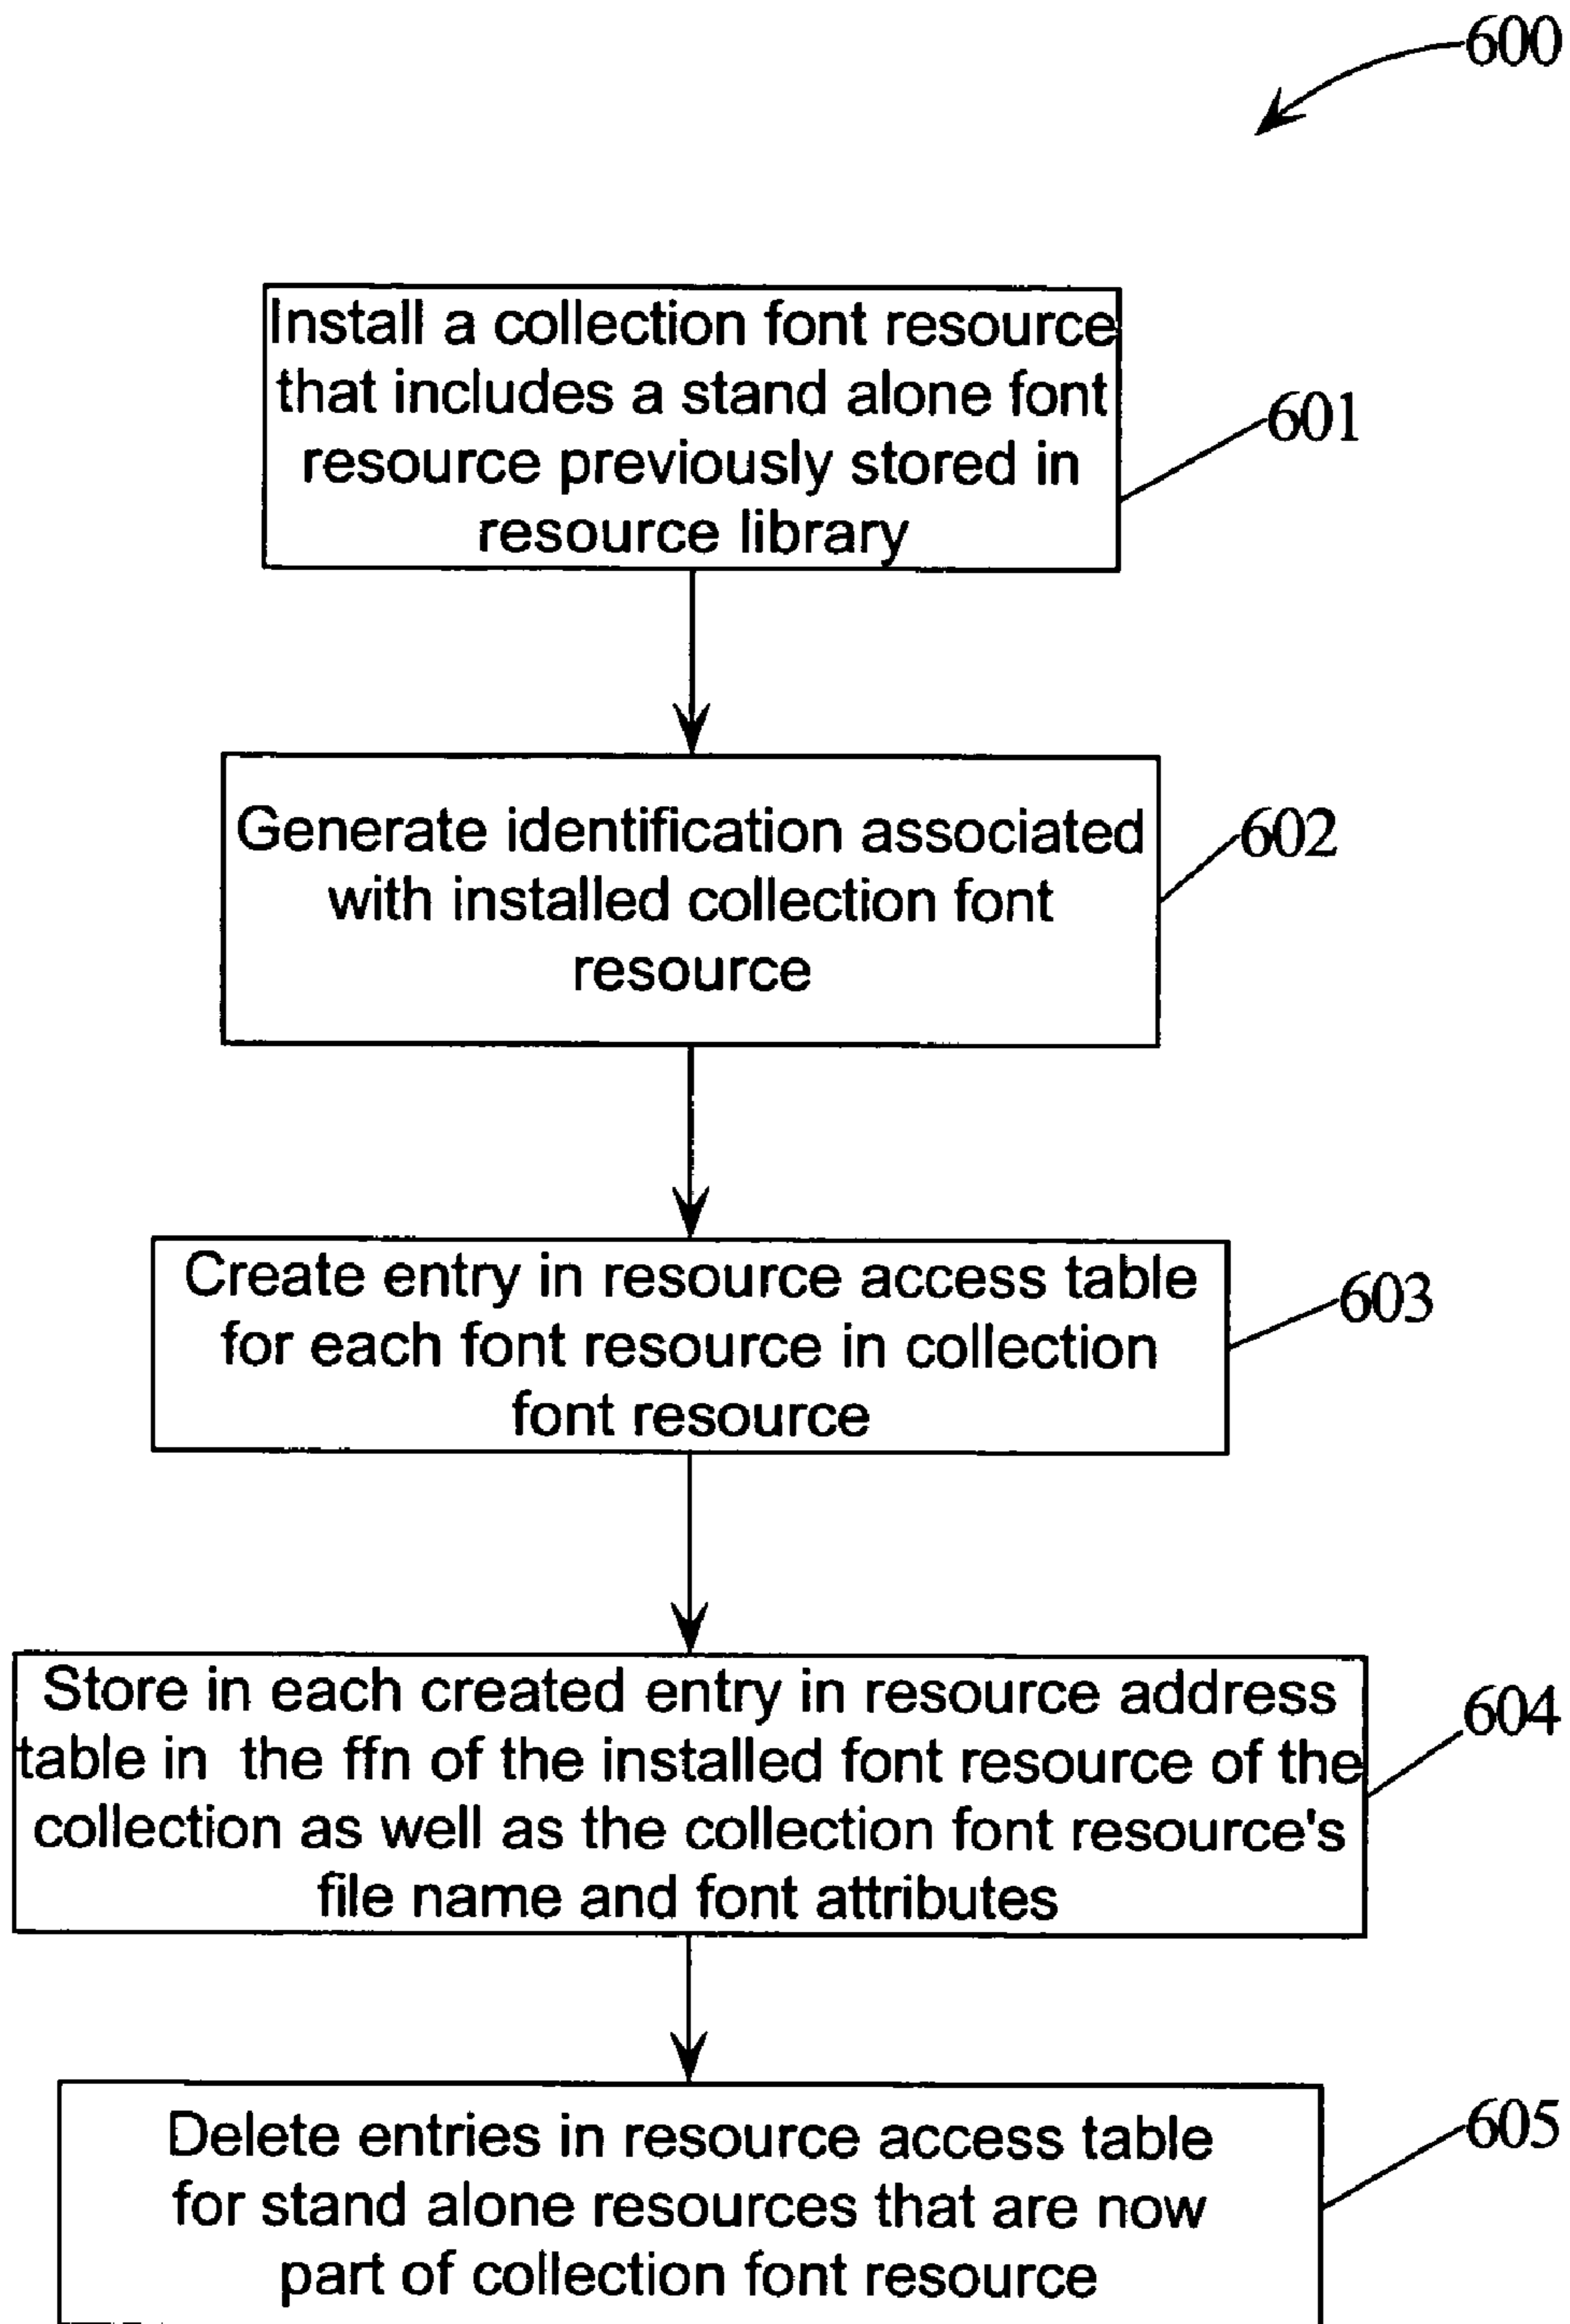 600
Install a collection font resource
that includes a stand alone font
resource previously stored in
resource library
601
Generate identification associated
with installed collection font
resource
602
Create entry in resource access table
for each font resource in collection
font resource
603
Store in each created entry in resource address
table in the ffn of the installed font resource of the
collection as well as the collection font resource's
file name and font attributes
604
Delete entries in resource access table
for stand alone resources that are now
part of collection font resource
605